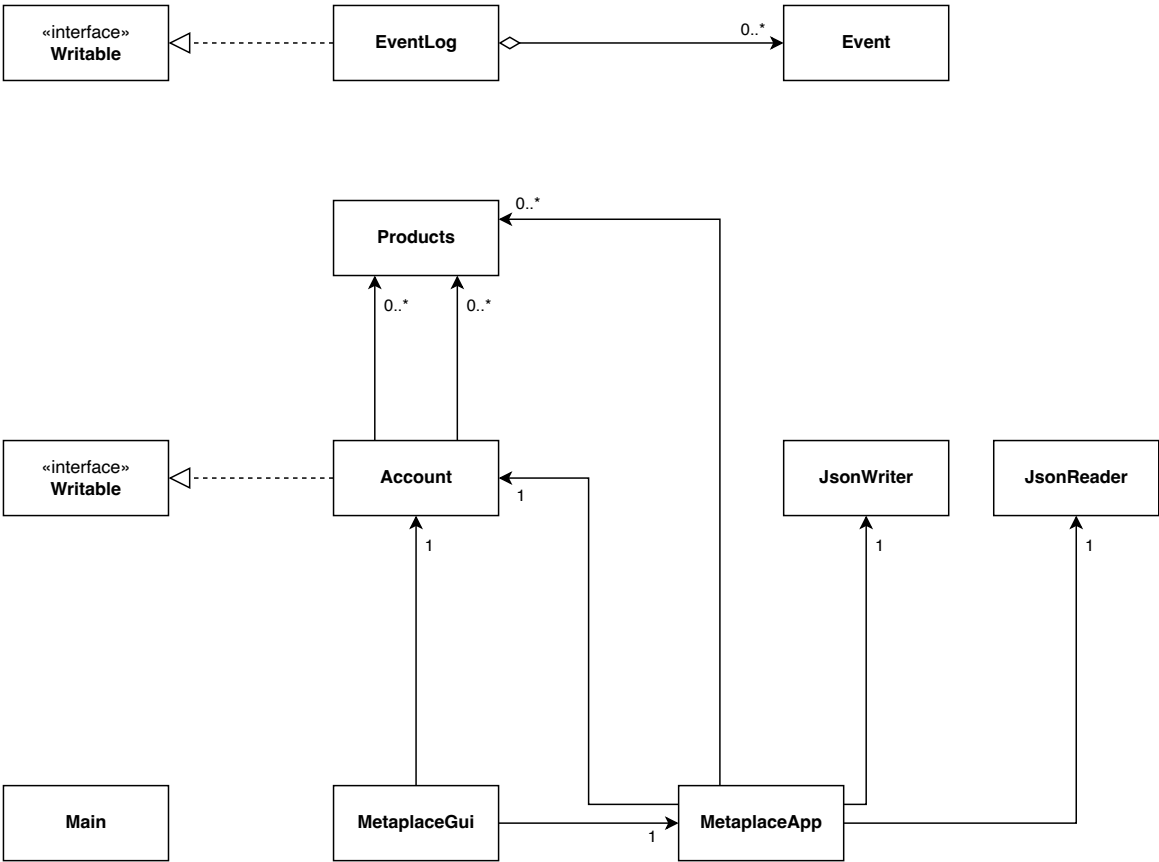 «interface»
Writable
EventLog
0..*
Event
Products
0..*
0..*
0..*
«interface»
Writable
Account
1
JsonWriter
JsonReader
1
1
1
Main
MetaplaceGui
1
MetaplaceApp